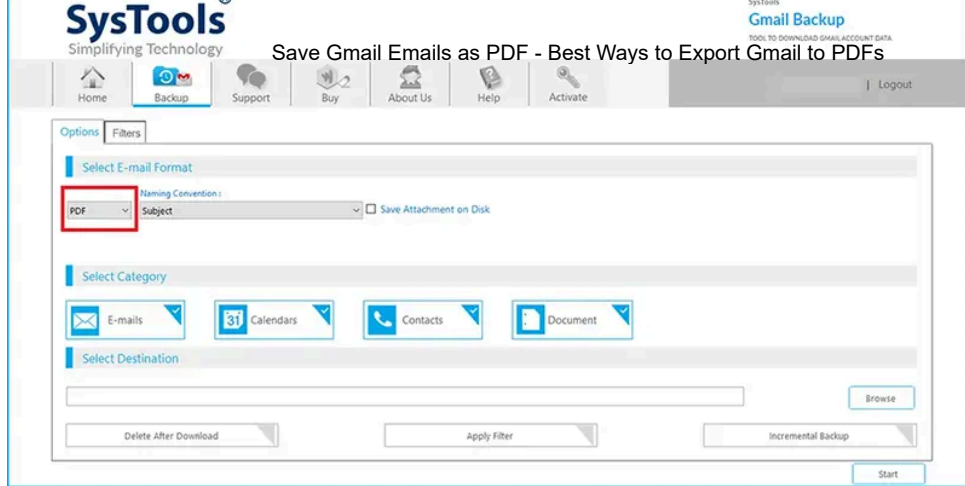 SysTools
SysTools®
Gmail Backup
Simplifying Technology
TOOL TO DOWNLOAD GMAIL ACCOUNT DATA
Save Gmail Emails as PDF - Best Ways to Export Gmail to PDFs
Home
Backup
Support
Buy
About Us
Help
Activate
| Logout
Options
Filters
Select E-mail Format
Naming Convention :
PDF
Subject
Save Attachment on Disk
Select Category
E-mails
31
Calendars
Contacts
Document
Select Destination
Browse
Delete After Download
Apply Filter
Incremental Backup
Start